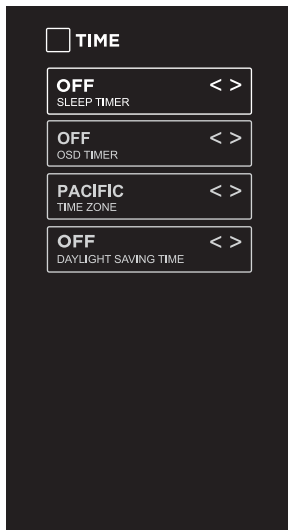 TIME
OFF < >
SLEEP TIMER
OFF < >
OSD TIMER
PACIFIC < >
TIME ZONE
OFF < >
DAYLIGHT SAVING TIME